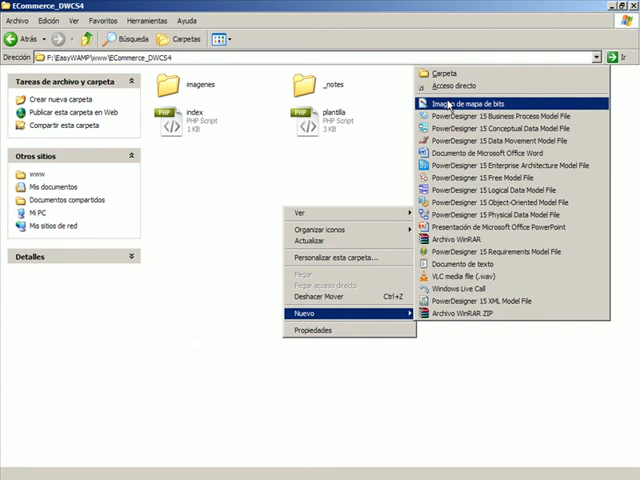 ECommerce_DWCS4
Archivo Edición Ver Favoritos Herramientas Ayuda
Atrás Búsqueda Carpetas
Dirección F:\EasyWAMP\www\ECommerce_DWCS4 Ir
Tareas de archivo y carpeta
Crear nueva carpeta
Publicar esta carpeta en Web
Compartir esta carpeta
Otros sitios
www
Mis documentos
Documentos compartidos
Mi PC
Mis sitios de red
Detalles
imagenes
_notes
index
PHP Script
1 KB
plantilla
PHP Script
3 KB
PHP
PHP
Ver
Organizar iconos
Actualizar
Personalizar esta carpeta...
Pegar
Pegar acceso directo
Deshacer Mover Ctrl+Z
Nuevo
Propiedades
Carpeta
Acceso directo
Imagen de mapa de bits
PowerDesigner 15 Business Process Model File
PowerDesigner 15 Conceptual Data Model File
PowerDesigner 15 Data Movement Model File
Documento de Microsoft Office Word
PowerDesigner 15 Enterprise Architecture Model File
PowerDesigner 15 Free Model File
PowerDesigner 15 Logical Data Model File
PowerDesigner 15 Object-Oriented Model File
PowerDesigner 15 Physical Data Model File
Presentación de Microsoft Office PowerPoint
Archivo WinRAR
PowerDesigner 15 Requirements Model File
Documento de texto
VLC media file (.wav)
Windows Live Call
PowerDesigner 15 XML Model File
Archivo WinRAR ZIP